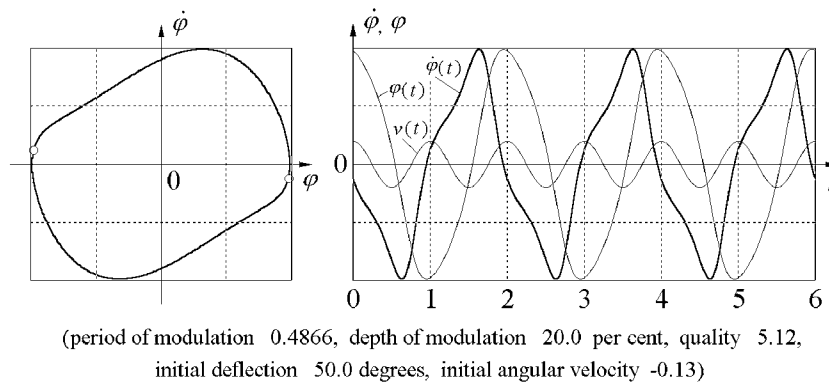 φ̇
φ
0
φ̇, φ
φ(t)
φ̇(t)
v(t)
0
0 1 2 3 4 5 6
(period of modulation 0.4866, depth of modulation 20.0 per cent, quality 5.12,
initial deflection 50.0 degrees, initial angular velocity -0.13)